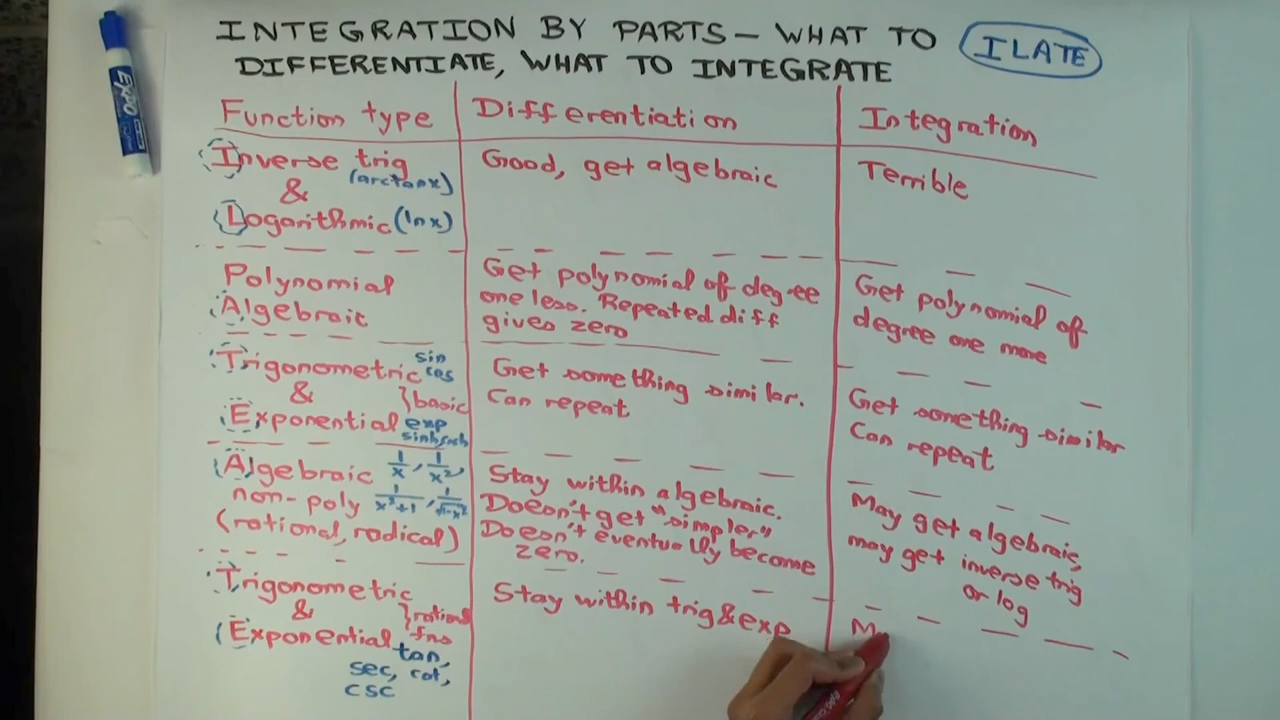 INTEGRATION BY PARTS — WHAT TO
DIFFERENTIATE, WHAT TO INTEGRATE
ILATE
EXPO
Function type
Differentiation
Integration
Inverse trig
(arctanx)
&
Logarithmic (lnx)
Good, get algebraic
Terrible
Polynomial
Algebraic
Get polynomial of degree
one less. Repeated diff
gives zero
Get polynomial of
degree one more
Trigonometric sin cos
&
} basic
Exponential exp
Get something similar.
Can repeat
Get something similar
Can repeat
Algebraic 1/x, 1/x²,
non-poly 1/x²+1, 1/√1-x²
(rational, radical)
Stay within algebraic.
Doesn't get "simpler"
Doesn't eventually become
zero.
May get algebraic,
may get inverse trig
or log
Trigonometric
&
} rational
fns
Exponential tan,
sec, cot,
csc
Stay within trig & exp
M